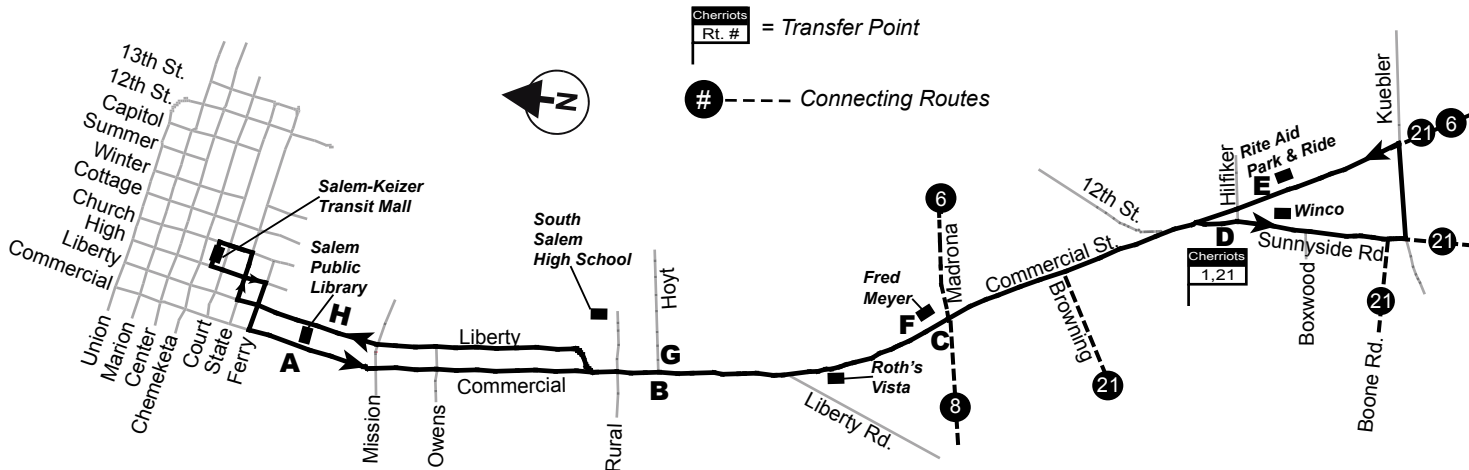 Cherriots
Rt. #
= Transfer Point
# Connecting Routes
N
13th St.
12th St.
Capitol
Summer
Winter
Cottage
Church
High
Liberty
Commercial
Union
Marion
Center
Chemeketa
Court
State
Ferry
Salem-Keizer
Transit Mall
Salem
Public
Library
H
A
Mission
Owens
Liberty
Commercial
South
Salem
High School
Rural
Hoyt
G
B
Liberty Rd.
Roth's
Vista
Fred
Meyer
F
C
6
Madrona
8
Commercial St.
Browning
21
12th St.
Hilfiker
D
Cherriots
1,21
E
Rite Aid
Park & Ride
Winco
Sunnyside Rd
Boxwood
Boone Rd.
21
21
Kuebler
21
6